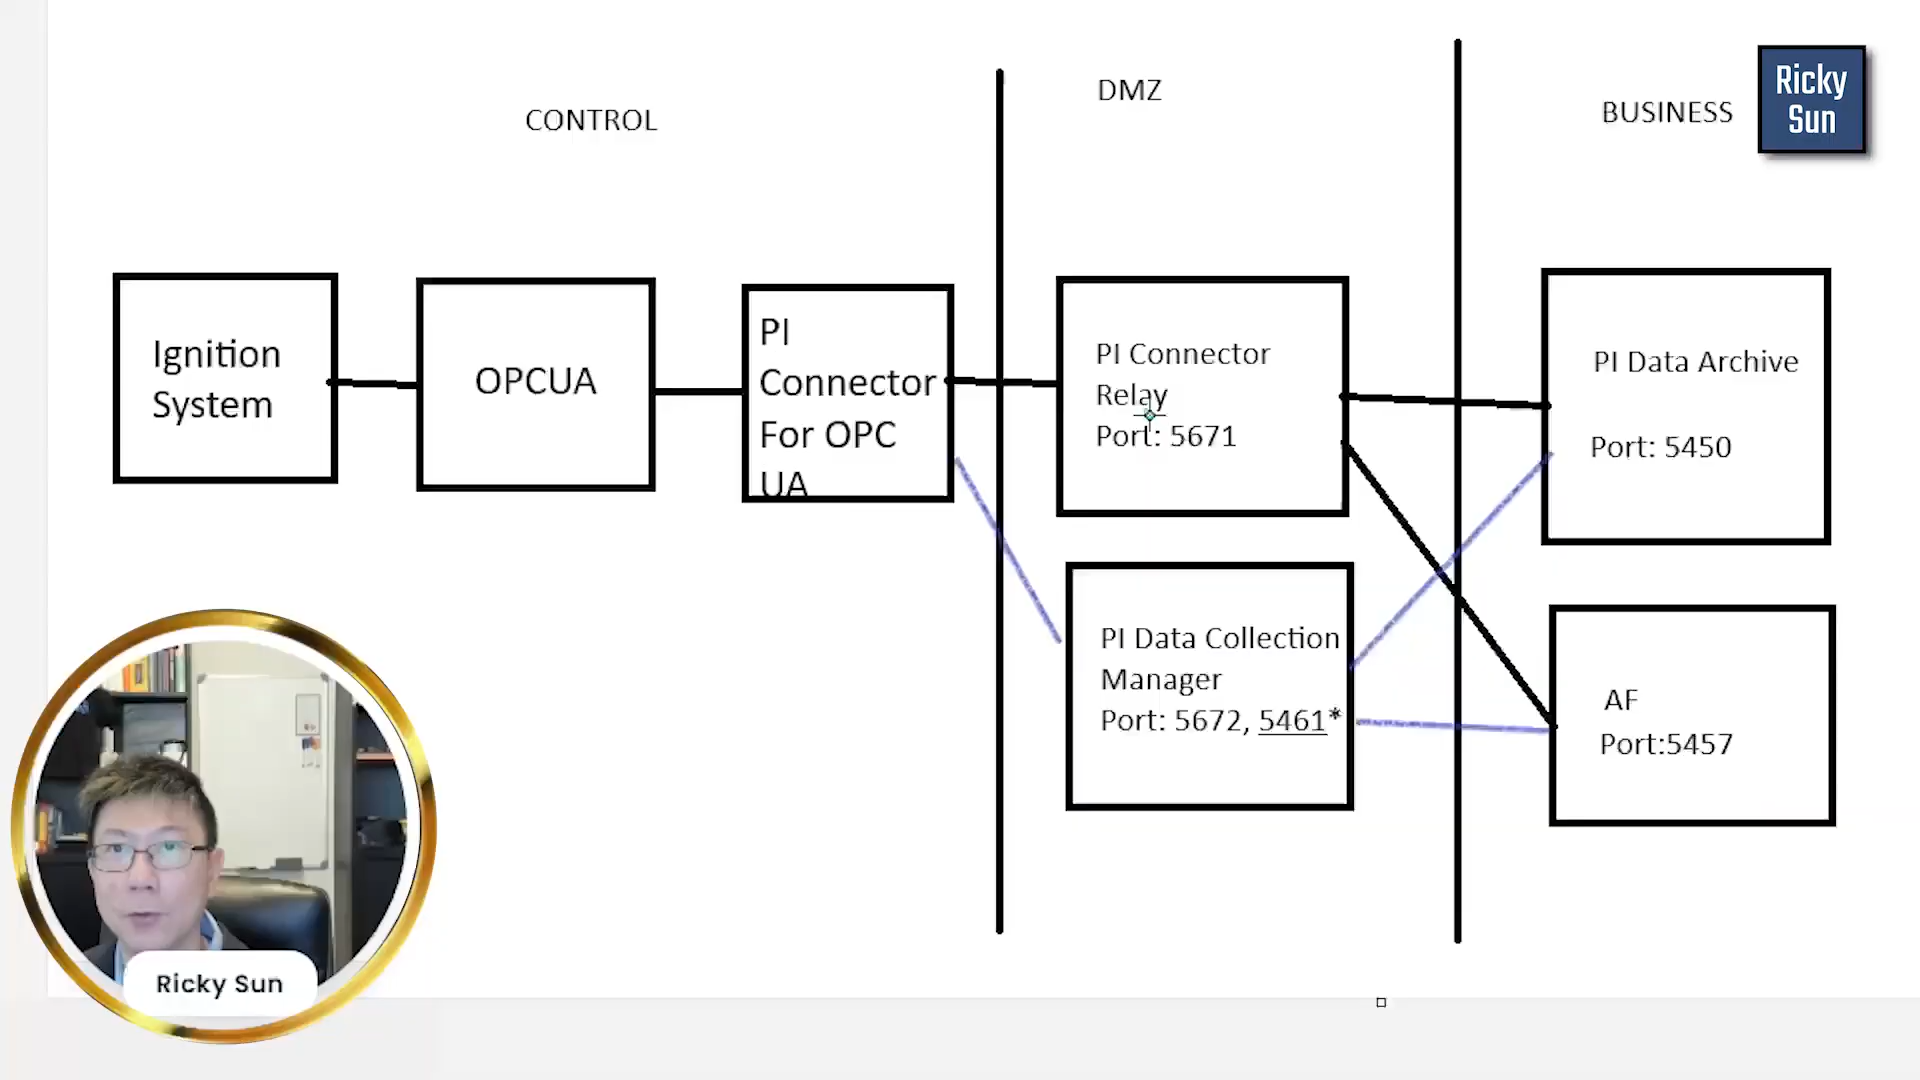 CONTROL
DMZ
BUSINESS
Ricky
Sun
Ignition
System
OPCUA
PI
Connector
For OPC
UA
PI Connector
Relay
Port: 5671
PI Data Archive
Port: 5450
PI Data Collection
Manager
Port: 5672, 5461*
AF
Port:5457
Ricky Sun